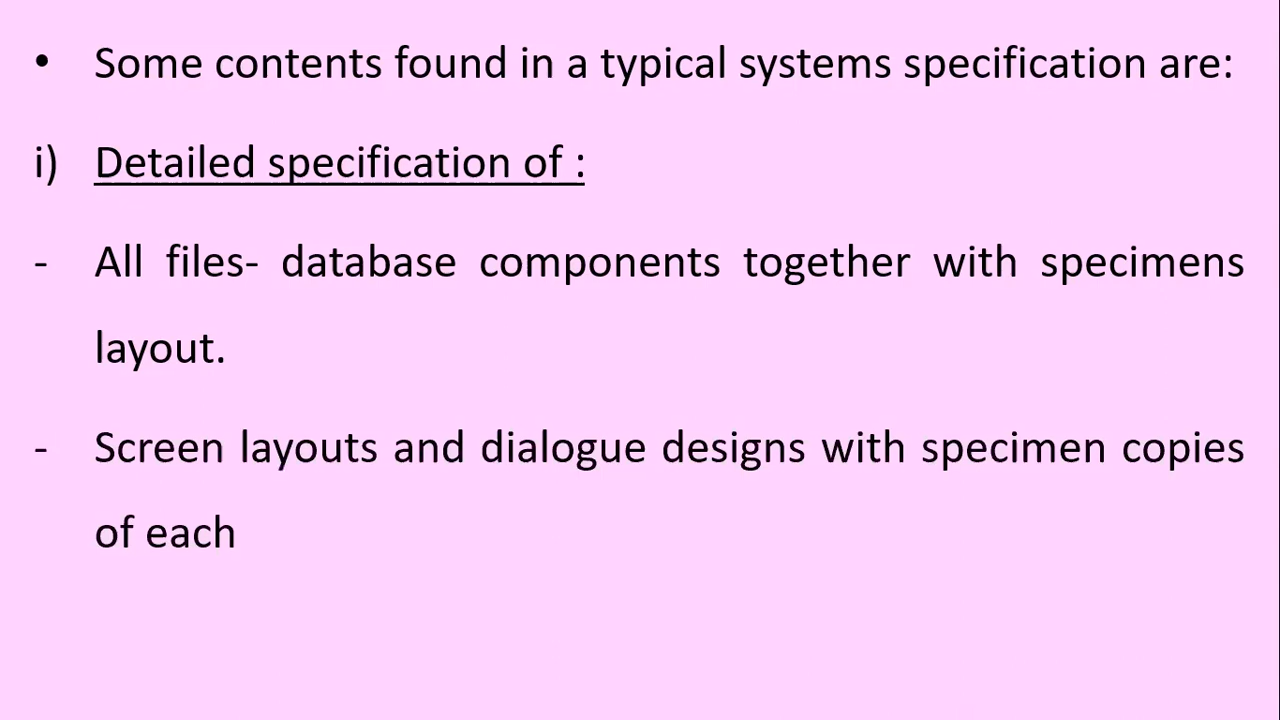 • Some contents found in a typical systems specification are:
i) Detailed specification of :
- All files- database components together with specimens
layout.
- Screen layouts and dialogue designs with specimen copies
of each